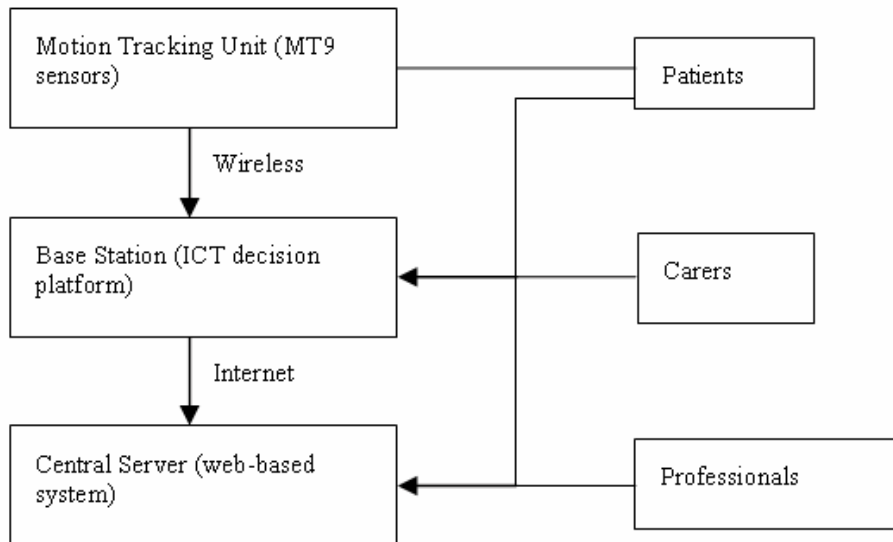 Motion Tracking Unit (MT9
sensors)
Patients
Wireless
Base Station (ICT decision
platform)
Carers
Internet
Central Server (web-based
system)
Professionals